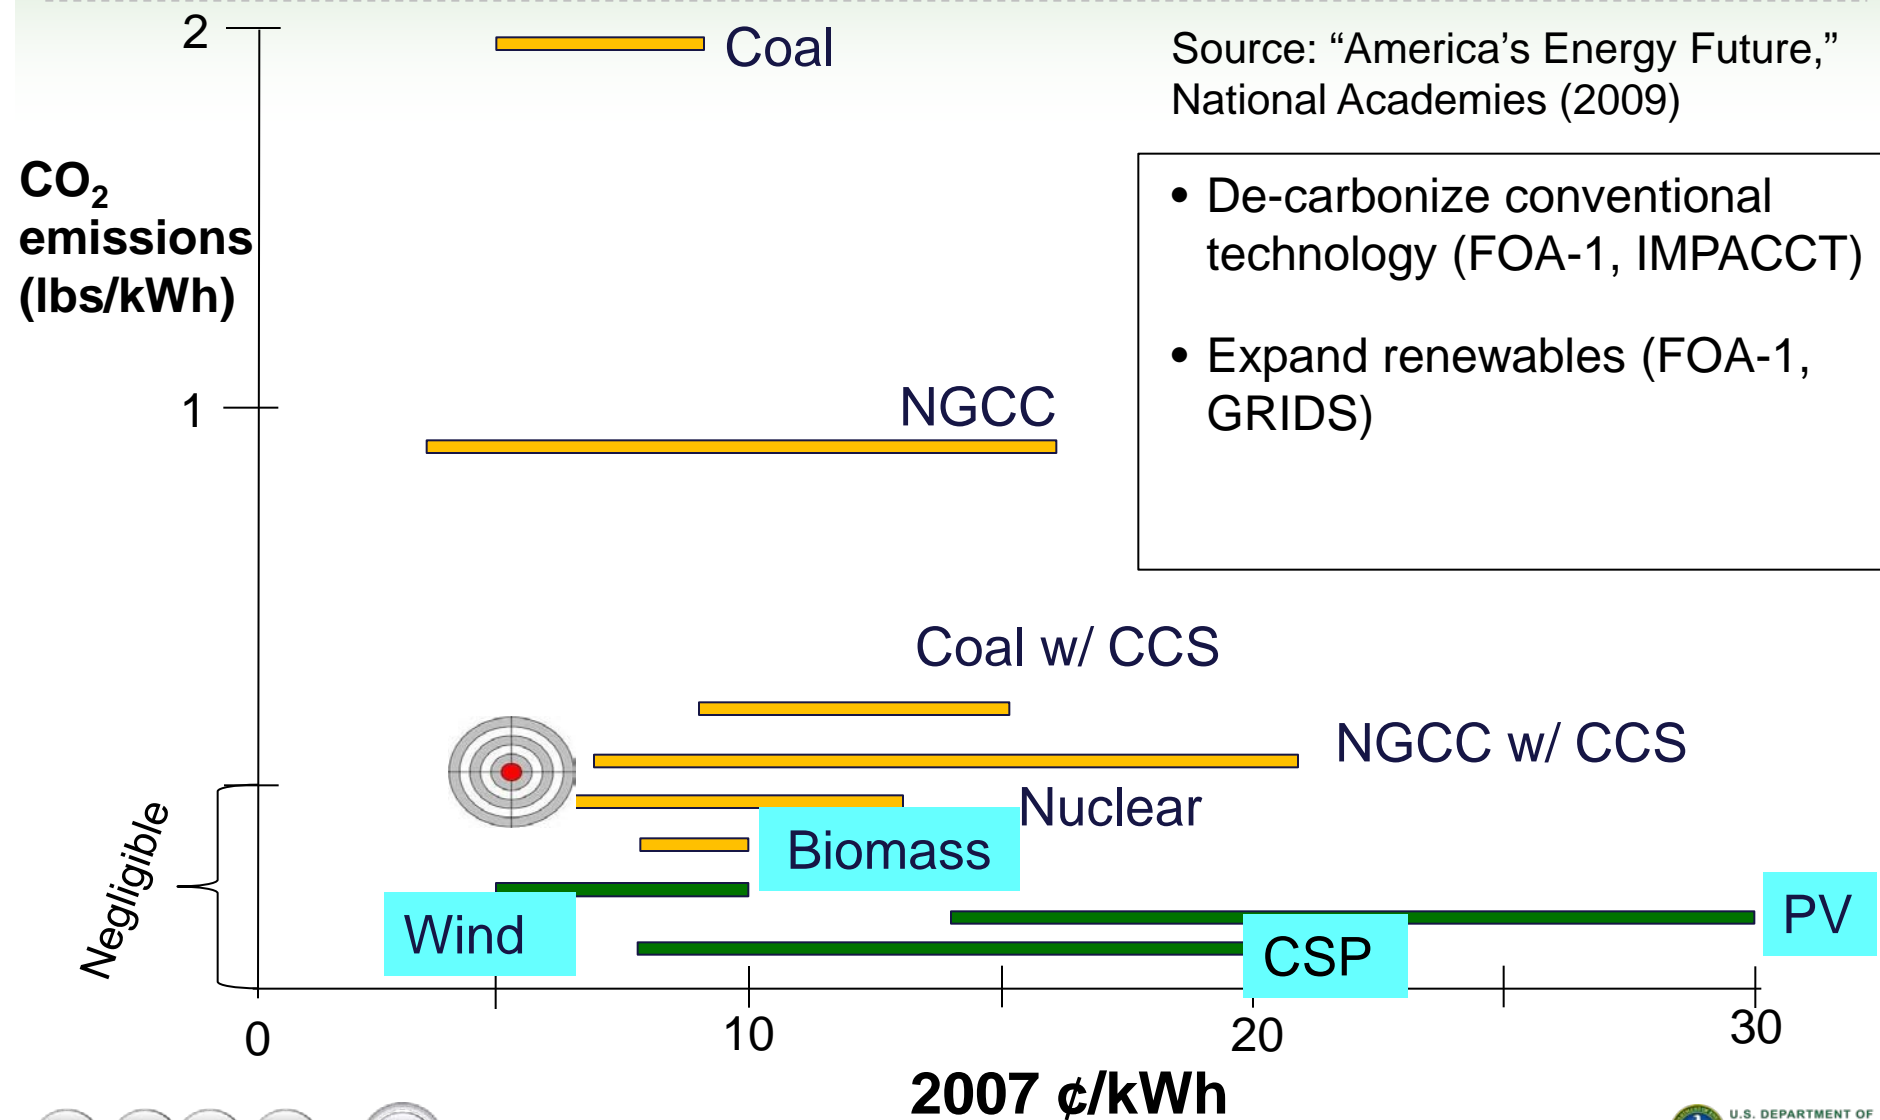 2
Coal
Source: “America’s Energy Future,”
National Academies (2009)
CO₂
emissions
(lbs/kWh)
• De-carbonize conventional
technology (FOA-1, IMPACCT)
• Expand renewables (FOA-1,
GRIDS)
NGCC
1
Coal w/ CCS
NGCC w/ CCS
Nuclear
Biomass
Negligible
Wind
PV
CSP
0
10
20
30
2007 ¢/kWh
U.S. DEPARTMENT OF